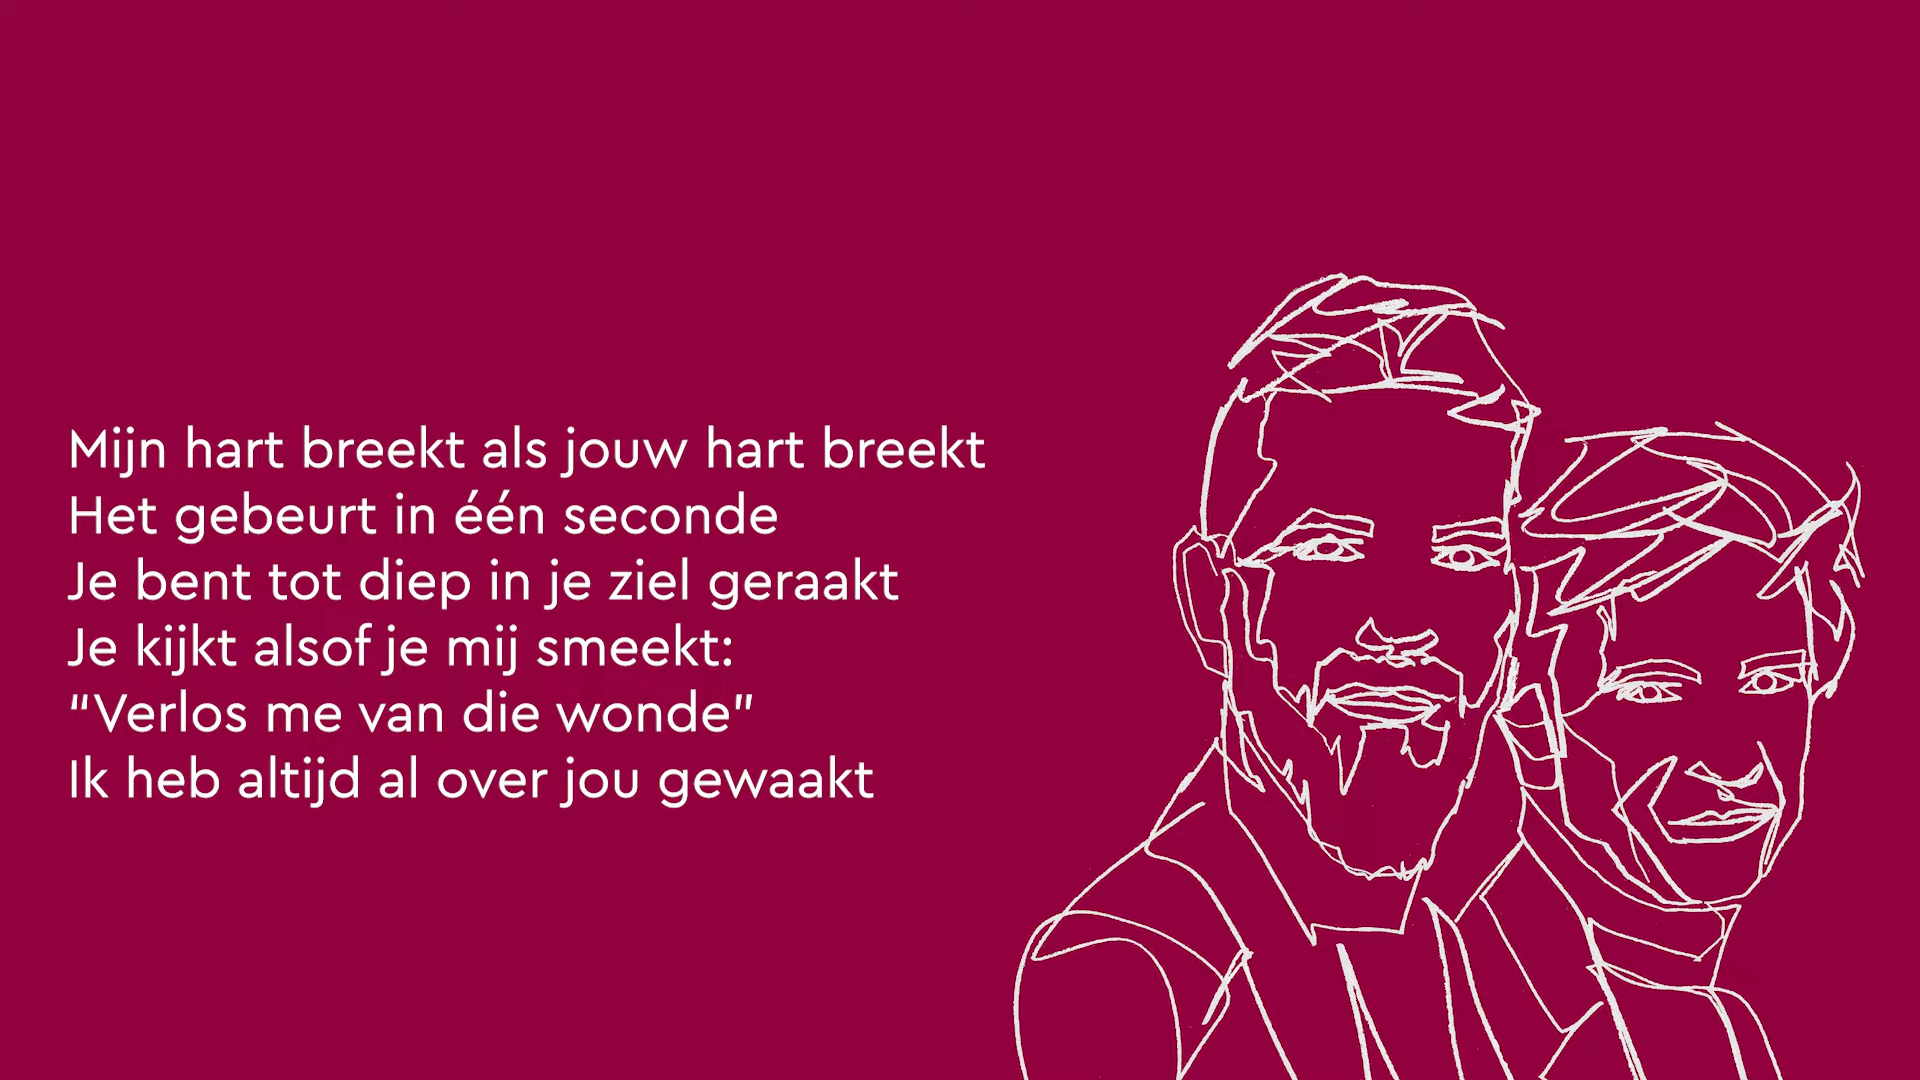 Mijn hart breekt als jouw hart breekt
Het gebeurt in één seconde
Je bent tot diep in je ziel geraakt
Je kijkt alsof je mij smeekt:
“Verlos me van die wonde”
Ik heb altijd al over jou gewaakt